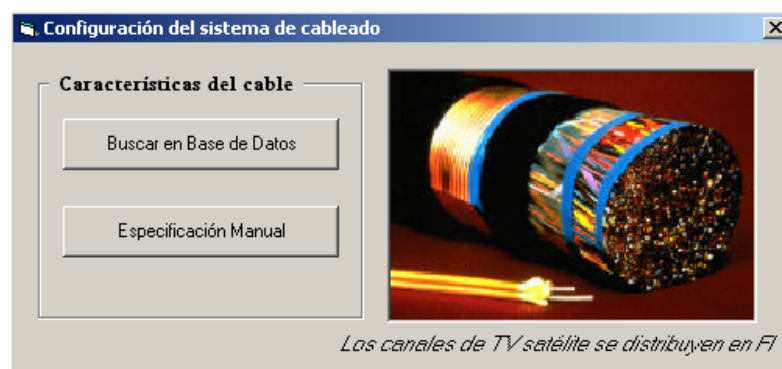 Configuración del sistema de cableado
Características del cable
Buscar en Base de Datos
Especificación Manual
Los canales de TV satélite se distribuyen en FI